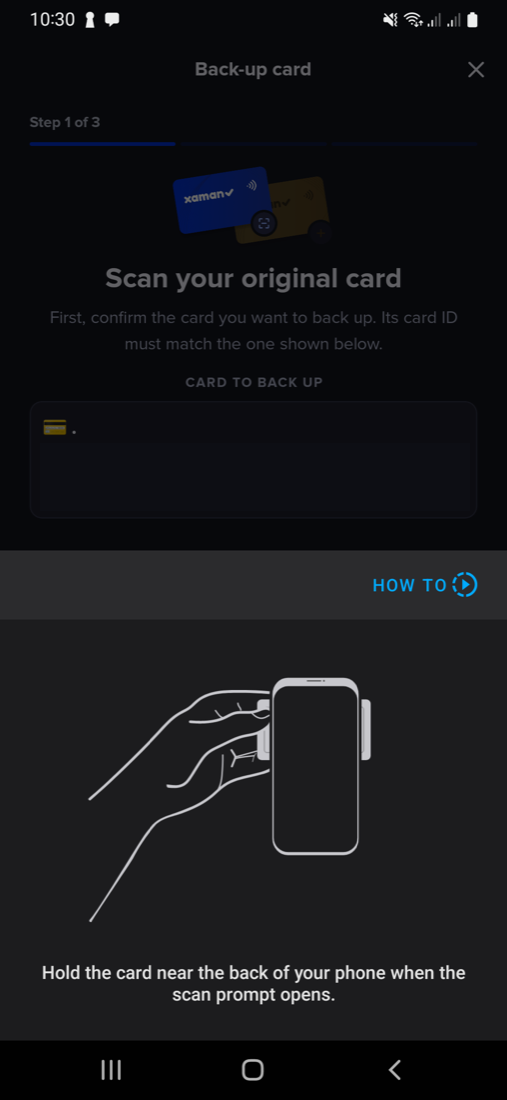 10:30
Back-up card
Step 1 of 3
xaman
Scan your original card
First, confirm the card you want to back up. Its card ID
must match the one shown below.
CARD TO BACK UP
.
HOW TO
Hold the card near the back of your phone when the
scan prompt opens.